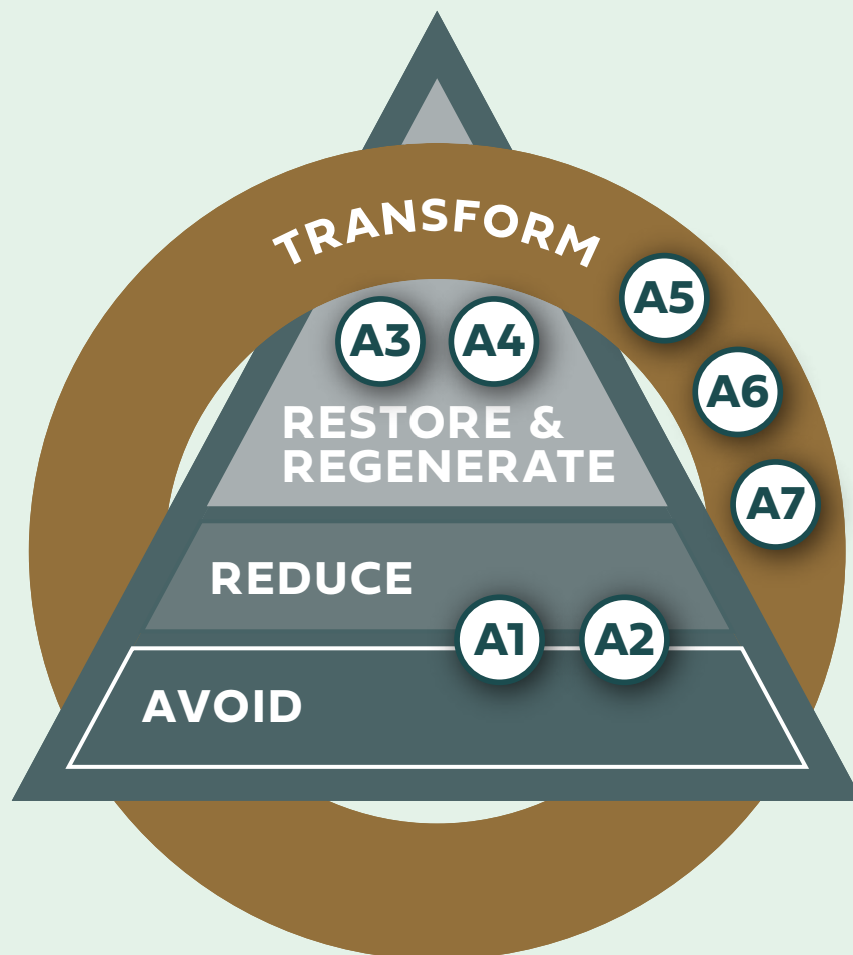 TRANSFORM
A5
A3 A4
A6
RESTORE &
REGENERATE
A7
REDUCE
A1 A2
AVOID